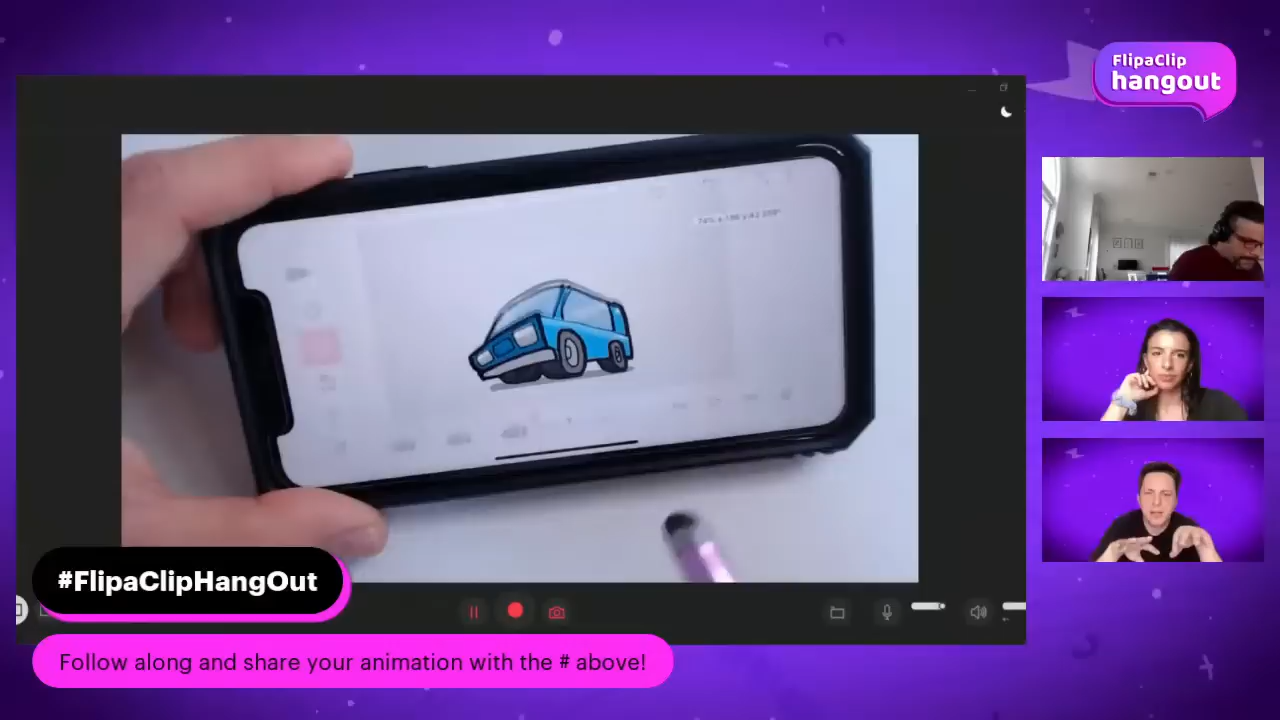 FlipaClip
hangout
#FlipaClipHangOut
Follow along and share your animation with the # above!